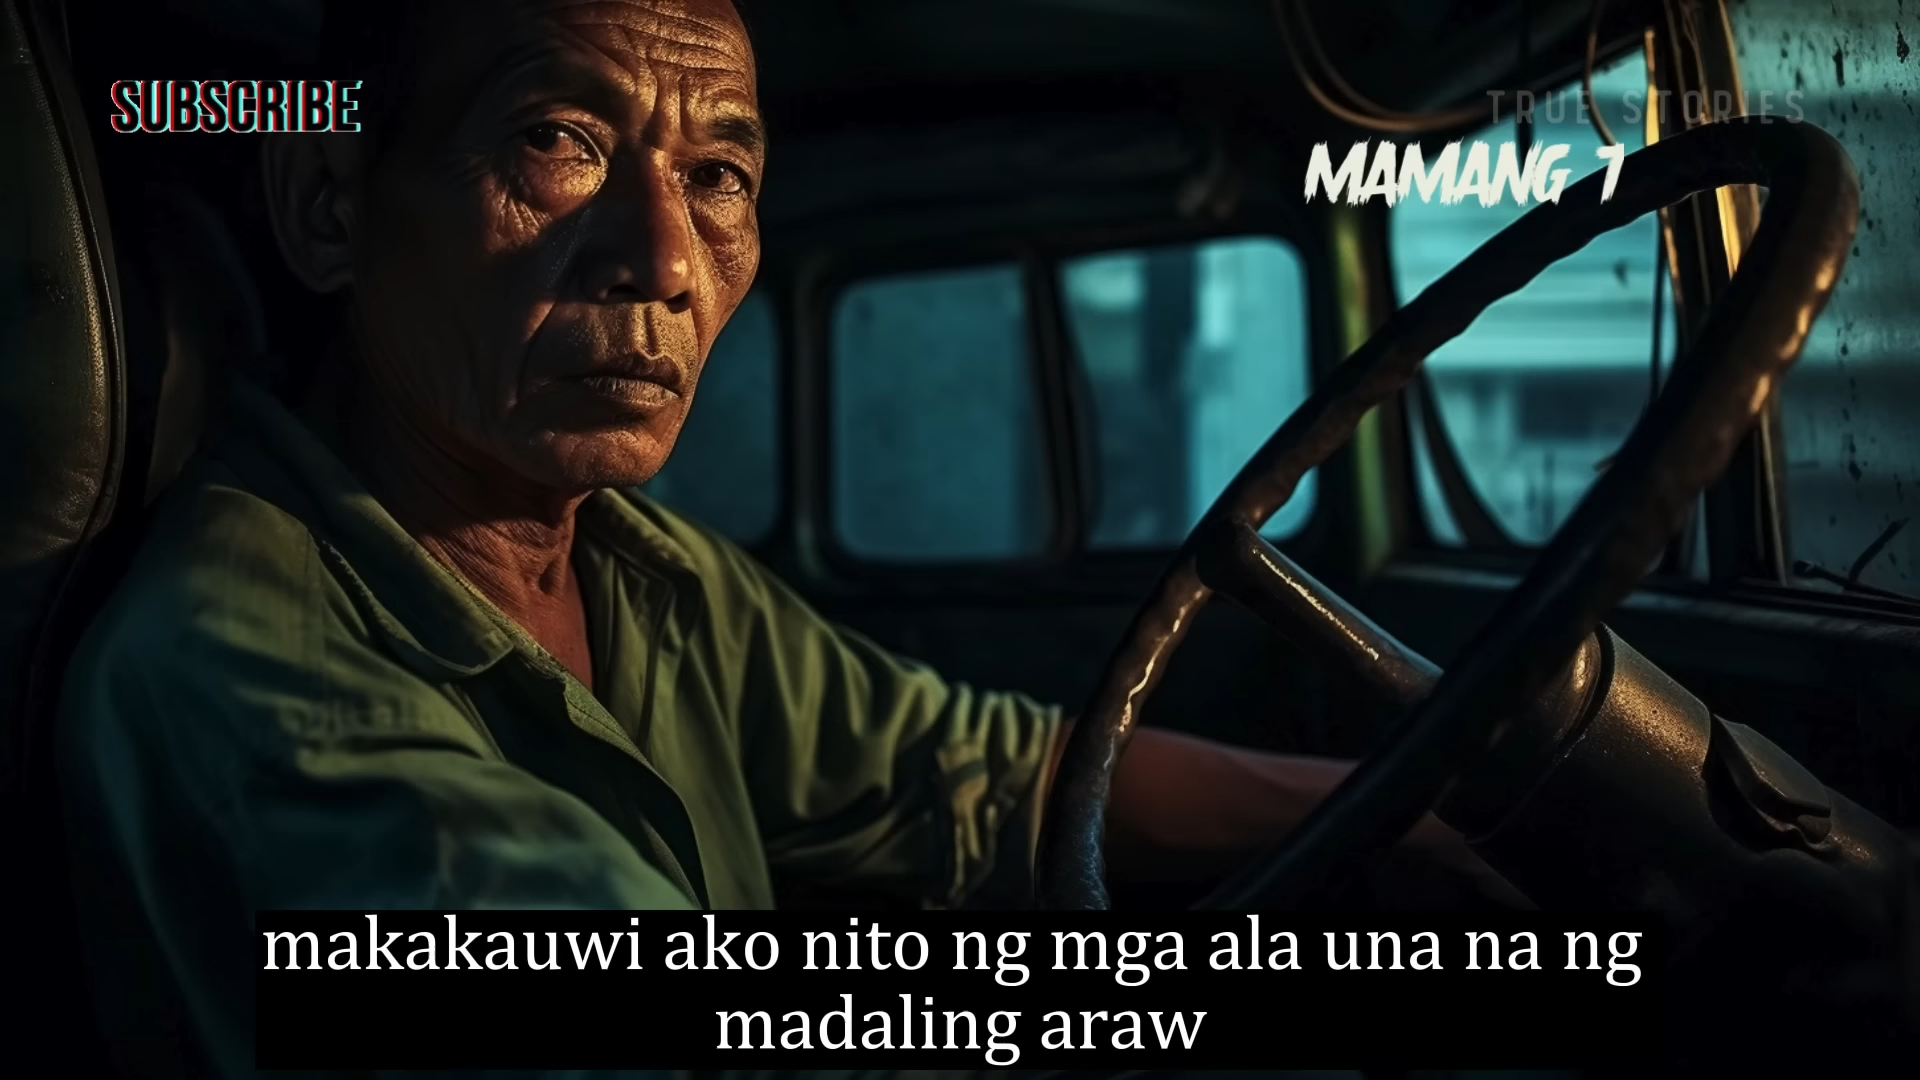 SUBSCRIBE
TRUE STORIES
MAMANG 7
makakauwi ako nito ng mga ala una na ng
madaling araw